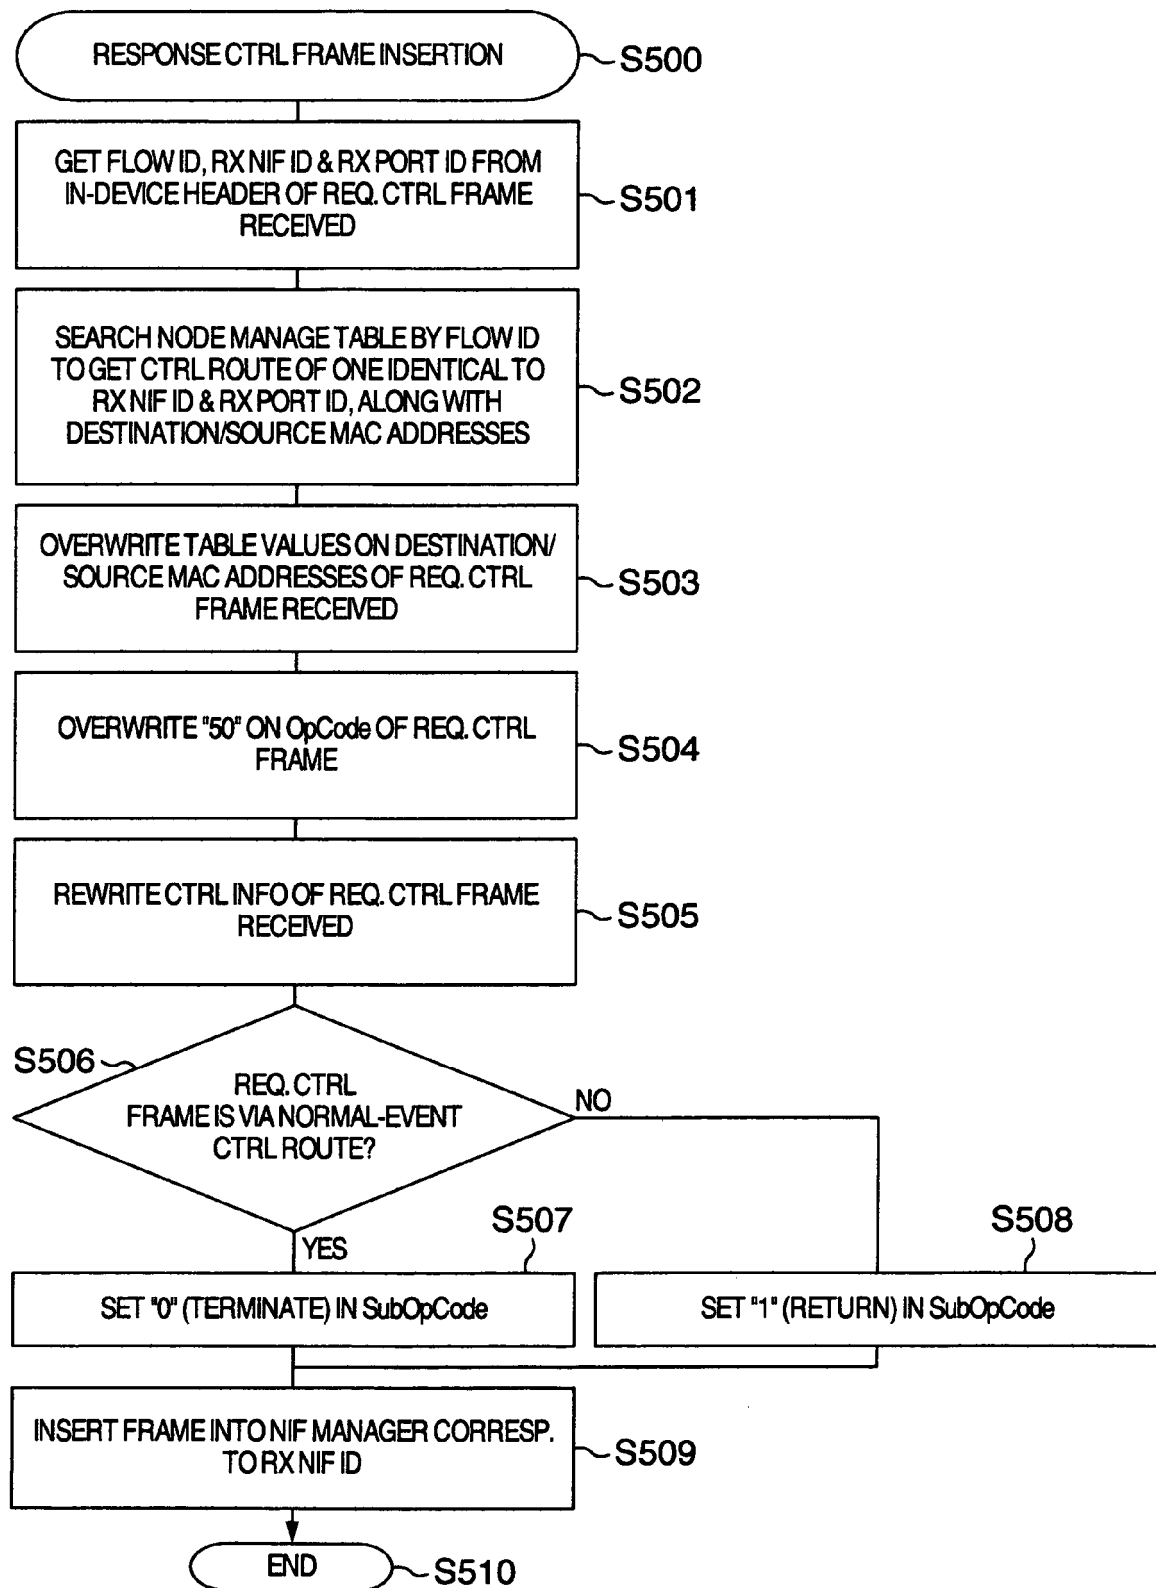 RESPONSE CTRL FRAME INSERTION
S500
GET FLOW ID, RX NIF ID & RX PORT ID FROM
IN-DEVICE HEADER OF REQ. CTRL FRAME
RECEIVED
S501
SEARCH NODE MANAGE TABLE BY FLOW ID
TO GET CTRL ROUTE OF ONE IDENTICAL TO
RX NIF ID & RX PORT ID, ALONG WITH
DESTINATION/SOURCE MAC ADDRESSES
S502
OVERWRITE TABLE VALUES ON DESTINATION/
SOURCE MAC ADDRESSES OF REQ. CTRL
FRAME RECEIVED
S503
OVERWRITE "50" ON OpCode OF REQ. CTRL
FRAME
S504
REWRITE CTRL INFO OF REQ. CTRL FRAME
RECEIVED
S505
S506
REQ. CTRL
FRAME IS VIA NORMAL-EVENT
CTRL ROUTE?
NO
YES
S507
S508
SET "0" (TERMINATE) IN SubOpCode
SET "1" (RETURN) IN SubOpCode
INSERT FRAME INTO NIF MANAGER CORRESP.
TO RX NIF ID
S509
END
S510